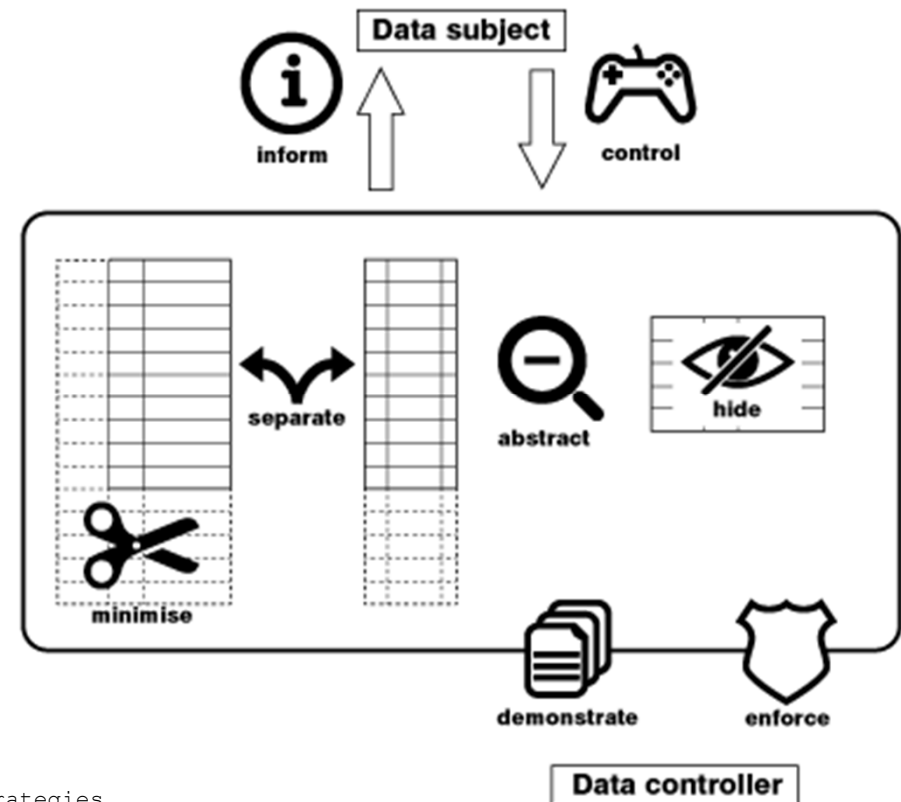 Data subject
inform
control
separate
abstract
hide
minimise
demonstrate
enforce
Data controller